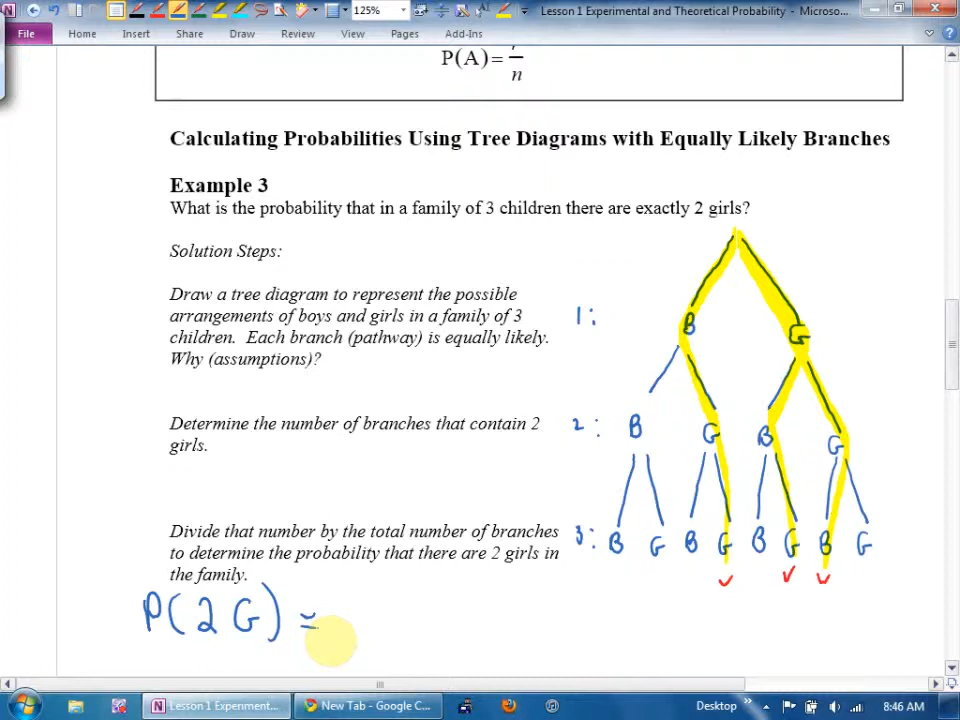 125%
Lesson 1 Experimental and Theoretical Probability - Microso...
File Home Insert Share Draw Review View Pages
P(A)=
n
Calculating Probabilities Using Tree Diagrams with Equally Likely Branches
Example 3
What is the probability that in a family of 3 children there are exactly 2 girls?
Solution Steps:
Draw a tree diagram to represent the possible
arrangements of boys and girls in a family of 3
children. Each branch (pathway) is equally likely.
Why (assumptions)?
1:
B G
Determine the number of branches that contain 2
girls.
2:
B G B G
Divide that number by the total number of branches
to determine the probability that there are 2 girls in
the family.
3:
B G B G B G B G
P(2 G) =
Lesson 1 Experiment...
New Tab - Google C...
Desktop
8:46 AM